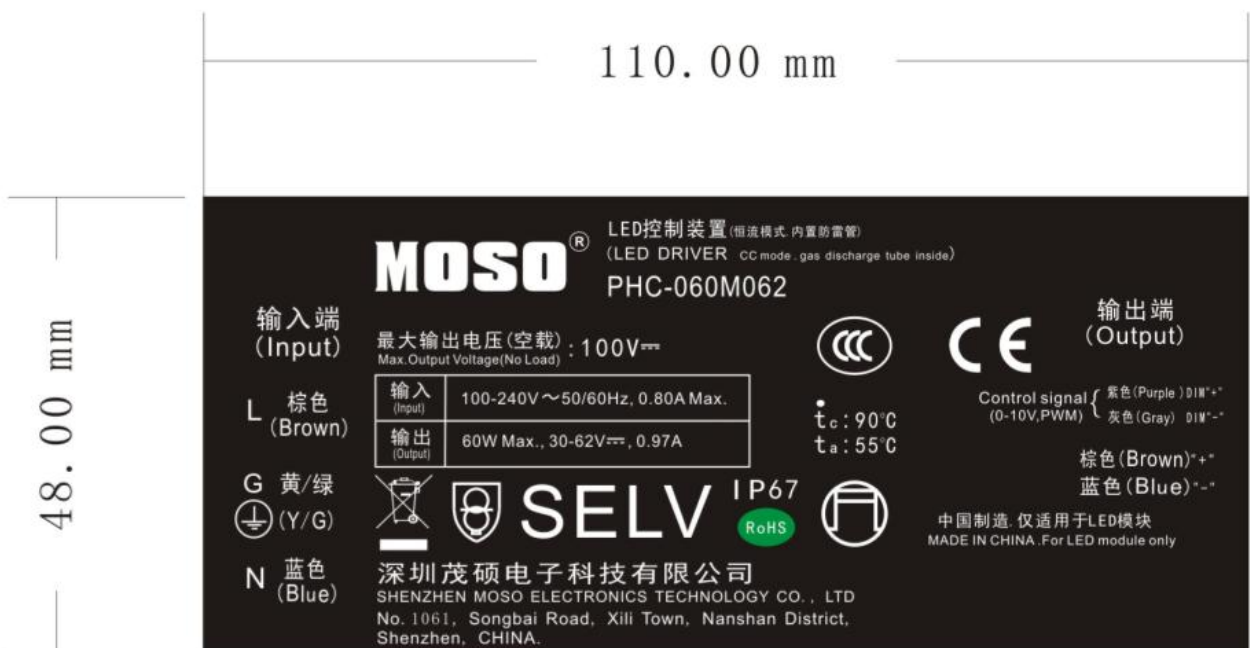 110.00 mm
48.00 mm
MOSO®
LED控制装置(恒流模式.内置防雷管)
(LED DRIVER CC mode . gas discharge tube inside)
PHC-060M062
输入端
(Input)
最大输出电压(空载)
Max.Output Voltage(No Load)
:100V⎓
CCC
CE
输出端
(Output)
L 棕色
(Brown)
输入
(Input)
100-240V～50/60Hz, 0.80A Max.
输出
(Output)
60W Max., 30-62V⎓, 0.97A
tc:90℃
ta:55℃
Control signal
(0-10V,PWM)
{
紫色(Purple )DIM"+"
灰色(Gray) DIM"-"
棕色(Brown)"+"
蓝色(Blue)"-"
G 黄/绿
(Y/G)
SELV
IP67
RoHS
中国制造.仅适用于LED模块
MADE IN CHINA .For LED module only
N 蓝色
(Blue)
深圳茂硕电子科技有限公司
SHENZHEN MOSO ELECTRONICS TECHNOLOGY CO., LTD
No. 1061, Songbai Road, Xili Town, Nanshan District,
Shenzhen, CHINA.